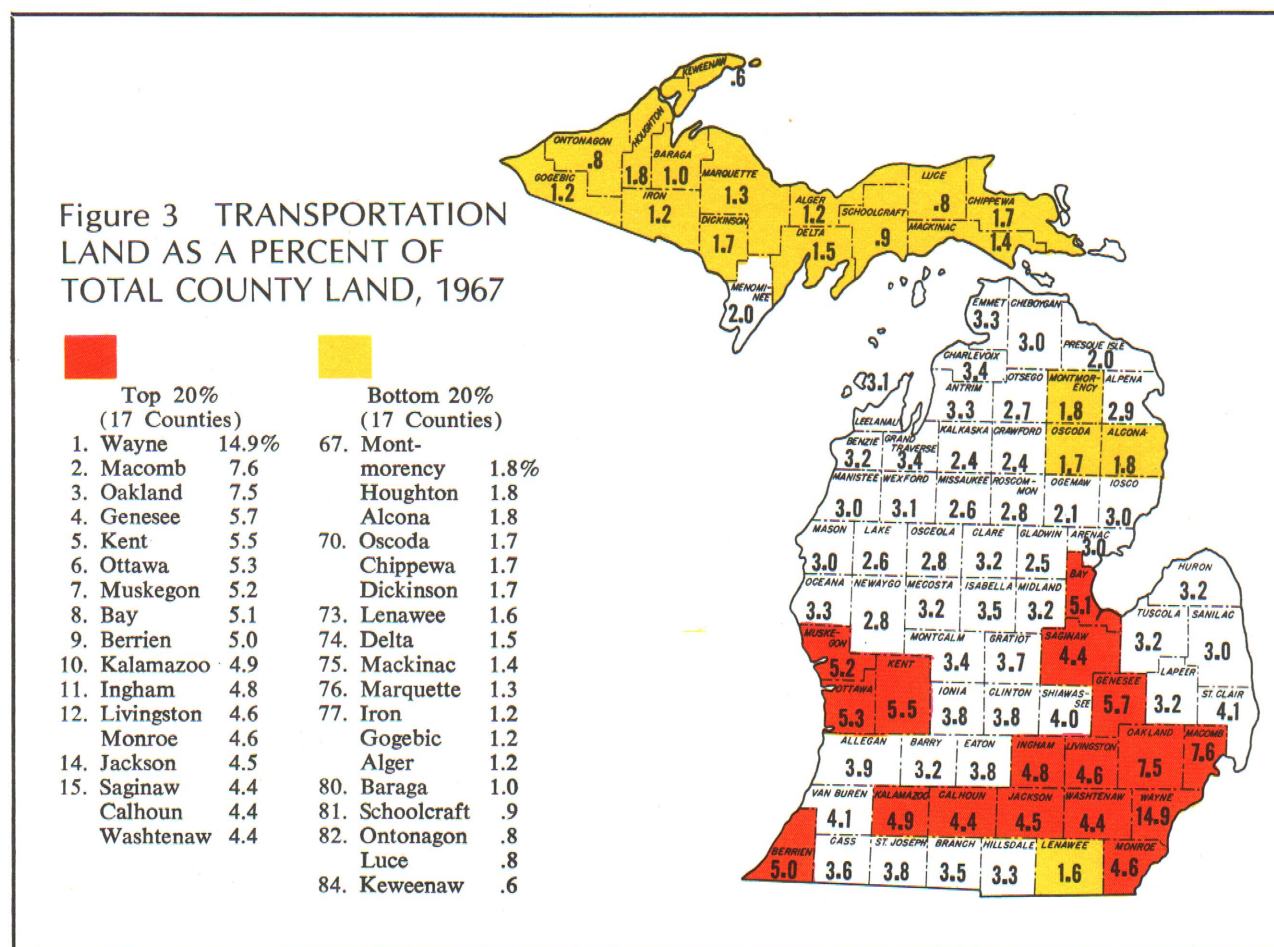 Figure 3 TRANSPORTATION
LAND AS A PERCENT OF
TOTAL COUNTY LAND, 1967
Top 20%
(17 Counties)
1. Wayne 14.9%
2. Macomb 7.6
3. Oakland 7.5
4. Genesee 5.7
5. Kent 5.5
6. Ottawa 5.3
7. Muskegon 5.2
8. Bay 5.1
9. Berrien 5.0
10. Kalamazoo 4.9
11. Ingham 4.8
12. Livingston 4.6
Monroe 4.6
14. Jackson 4.5
15. Saginaw 4.4
Calhoun 4.4
Washtenaw 4.4
Bottom 20%
(17 Counties)
67. Mont-
morency 1.8%
Houghton 1.8
Alcona 1.8
70. Oscoda 1.7
Chippewa 1.7
Dickinson 1.7
73. Lenawee 1.6
74. Delta 1.5
75. Mackinac 1.4
76. Marquette 1.3
77. Iron 1.2
Gogebic 1.2
Alger 1.2
80. Baraga 1.0
81. Schoolcraft .9
82. Ontonagon .8
Luce .8
84. Keweenaw .6
KEWEENAW
.6
HOUGHTON
1.8
ONTONAGON
.8
GOGEBIC
1.2
BARAGA
1.0
IRON
1.2
MARQUETTE
1.3
DICKINSON
1.7
MENOMI-
NEE
2.0
ALGER
1.2
DELTA
1.5
SCHOOLCRAFT
.9
LUCE
.8
MACKINAC
1.4
CHIPPEWA
1.7
EMMET
3.3
CHEBOYGAN
3.0
PRESQUE ISLE
2.0
CHARLEVOIX
3.4
3.1
LEELANAU
ANTRIM
3.3
OTSEGO
2.7
MONTMOR-
ENCY
1.8
ALPENA
2.9
BENZIE
3.2
GRAND
TRAVERSE
3.4
KALKASKA
2.4
CRAWFORD
2.4
OSCODA
1.7
ALGONA
1.8
MANISTEE
3.0
WEXFORD
3.1
MISSAUKEE
2.6
ROSCOM-
MON
2.8
OGEMAW
2.1
IOSCO
3.0
MASON
3.0
LAKE
2.6
OSCEOLA
2.8
CLARE
3.2
GLADWIN
2.5
ARENAC
3.0
OCEANA
3.3
NEWAYGO
2.8
MECOSTA
3.2
ISABELLA
3.5
MIDLAND
3.2
BAY
5.1
HURON
3.2
MUSKE-
GON
5.2
MONTCALM
3.4
GRATIOT
3.7
SAGINAW
4.4
TUSCOLA
3.2
SANILAC
3.0
OTTAWA
5.3
KENT
5.5
IONIA
3.8
CLINTON
3.8
SHIAWAS-
SEE
4.0
GENESEE
5.7
LAPEER
3.2
ST. CLAIR
4.1
ALLEGAN
3.9
BARRY
3.2
EATON
3.8
INGHAM
4.8
LIVINGSTON
4.6
OAKLAND
7.5
MACOMB
7.6
VAN BUREN
4.1
KALAMAZOO
4.9
CALHOUN
4.4
JACKSON
4.5
WASHTENAW
4.4
WAYNE
14.9
BERRIEN
5.0
CASS
3.6
ST. JOSEPH
3.8
BRANCH
3.5
HILLSDALE
3.3
LENAWEE
1.6
MONROE
4.6